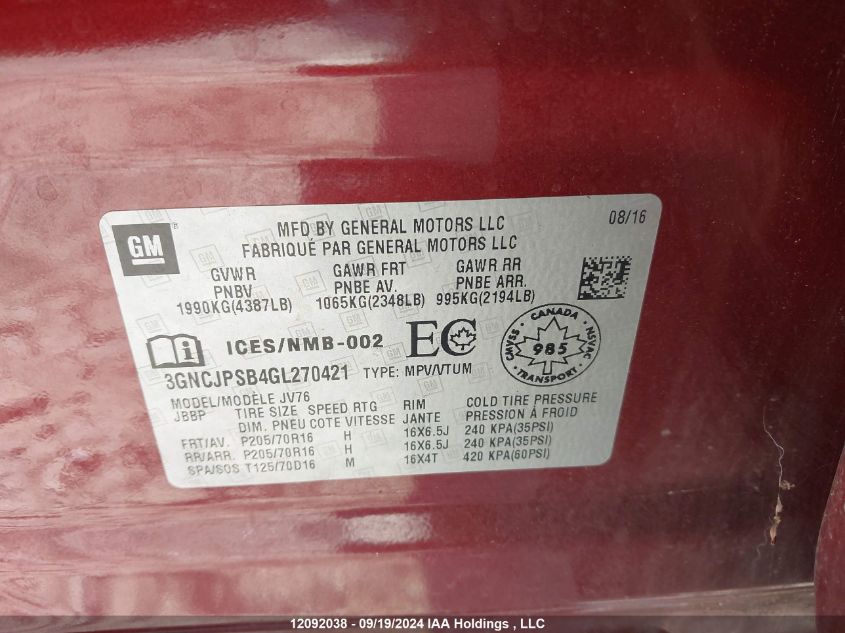 GM
MFD BY GENERAL MOTORS LLC
FABRIQUÉ PAR GENERAL MOTORS LLC
08/16
GVWR GAWR FRT GAWR RR
PNBV PNBE AV. PNBE ARR.
1990KG(4387LB) 1065KG(2348LB) 995KG(2194LB)
i ICES/NMB-002 EC
CANADA
CMVSS 985 NSVAC
TRANSPORT
3GNCJPSB4GL270421 TYPE: MPV/VTUM
MODEL/MODÈLE JV76
JBBP TIRE SIZE SPEED RTG RIM COLD TIRE PRESSURE
DIM. PNEU COTE VITESSE JANTE PRESSION À FROID
FRT/AV. P205/70R16 H 16X6.5J 240 KPA(35PSI)
RR/ARR. P205/70R16 H 16X6.5J 240 KPA(35PSI)
SPA/SOS T125/70D16 M 16X4T 420 KPA(60PSI)
12092038 - 09/19/2024 IAA Holdings , LLC